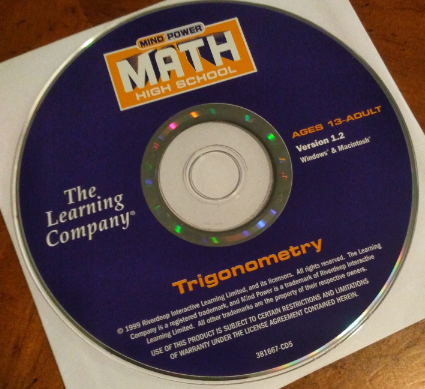 MIND POWER
MATH
HIGH SCHOOL
AGES 13-ADULT
Version 1.2
Windows® & Macintosh®
The
Learning
Company®
Trigonometry
© 1999 Riverdeep Interactive Learning Limited, and its licensors. All rights reserved. The Learning
Company is a registered trademark, and Mind Power is a trademark of Riverdeep Interactive
Learning Limited. All other trademarks are the property of their respective owners.
USE OF THIS PRODUCT IS SUBJECT TO CERTAIN RESTRICTIONS AND LIMITATIONS
OF WARRANTY UNDER THE LICENSE AGREEMENT CONTAINED HEREIN.
381667-CD5